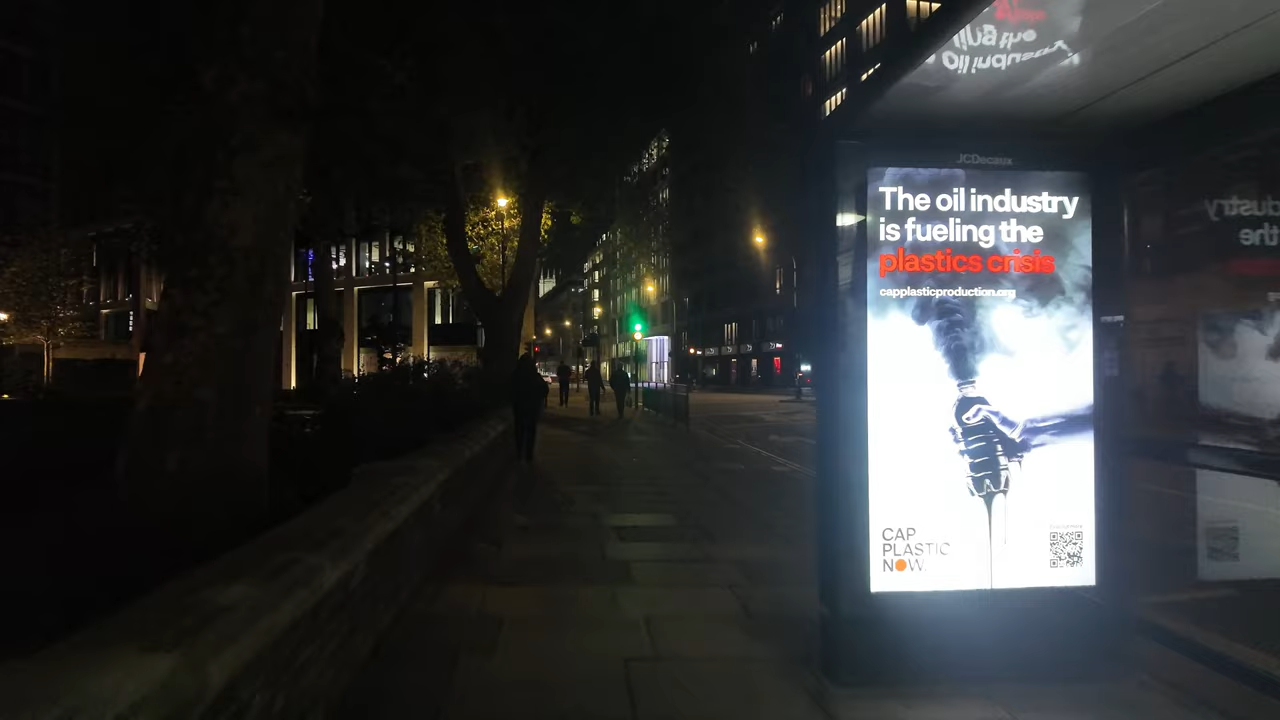 JCDecaux
The oil industry
is fueling the
plastics crisis
capplasticproduction.org
CAP
PLASTIC
NOW.